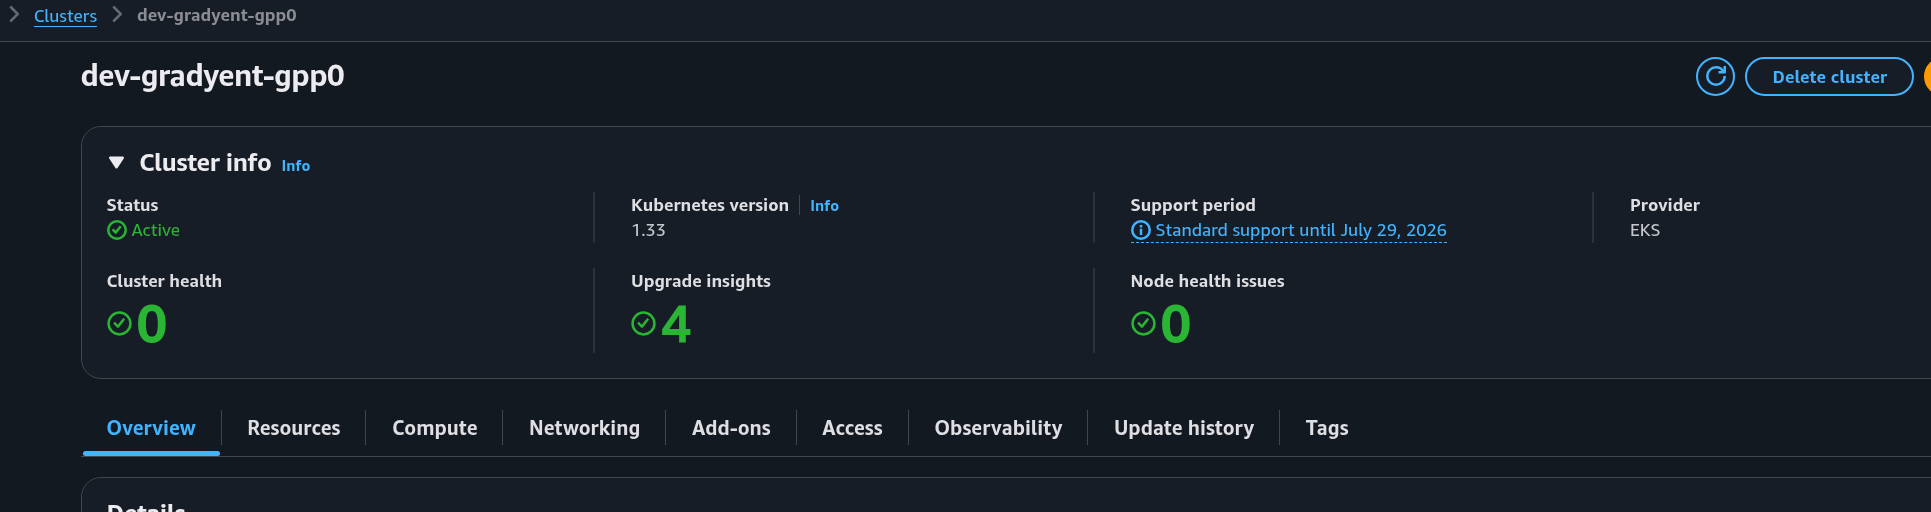 Clusters
dev-gradyent-gpp0
dev-gradyent-gpp0
Delete cluster
Cluster info Info
Status
Active
Kubernetes version Info
1.33
Support period
Standard support until July 29, 2026
Provider
EKS
Cluster health
0
Upgrade insights
4
Node health issues
0
Overview
Resources
Compute
Networking
Add-ons
Access
Observability
Update history
Tags
Details